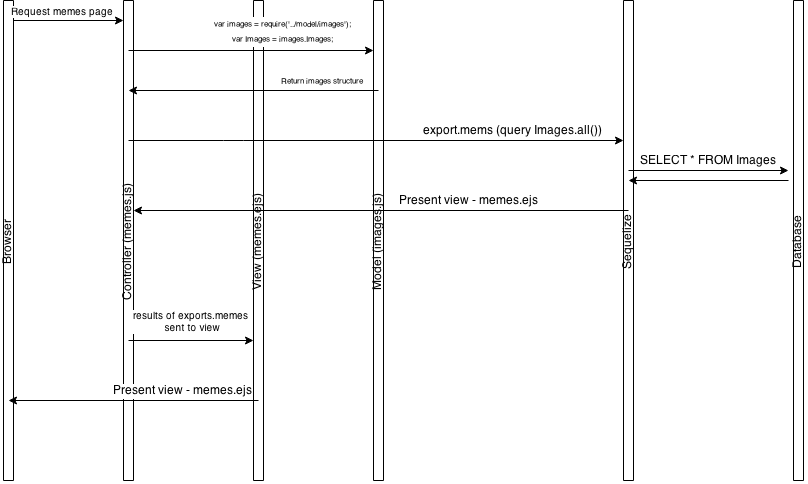 Request memes page
var images = require('../model/images');
var Images = images.Images;
Return images structure
export.mems (query Images.all())
SELECT * FROM Images
Present view - memes.ejs
Browser
Controller (memes.js)
View (memes.ejs)
Model (images.js)
Sequelize
Database
results of exports.memes
sent to view
Present view - memes.ejs